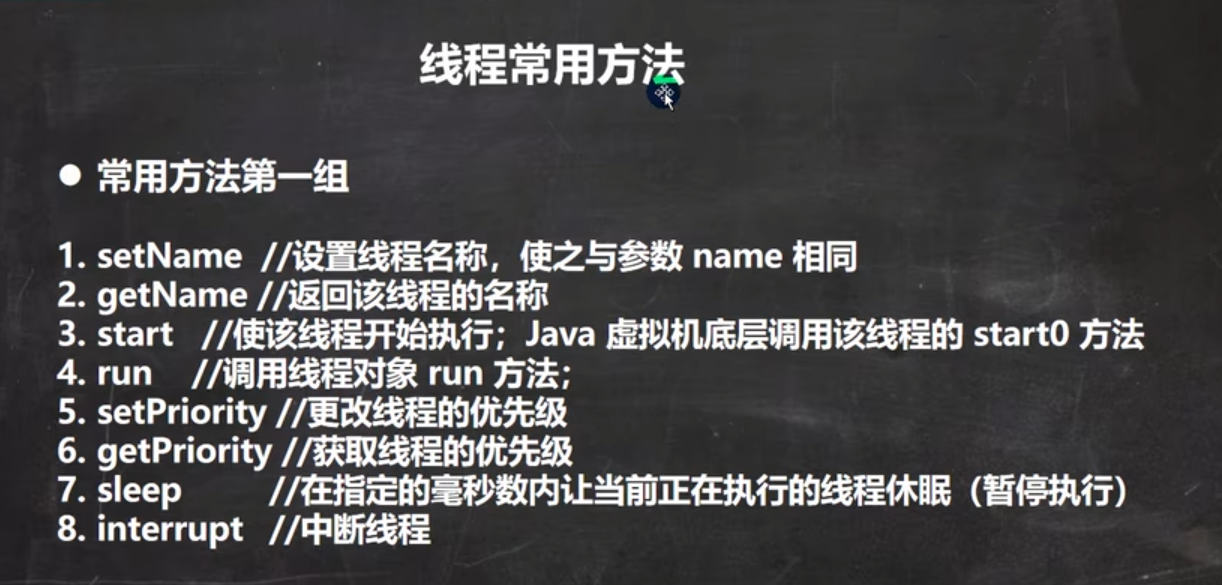 线程常用方法
● 常用方法第一组
1. setName //设置线程名称，使之与参数 name 相同
2. getName //返回该线程的名称
3. start //使该线程开始执行；Java 虚拟机底层调用该线程的 start0 方法
4. run //调用线程对象 run 方法；
5. setPriority //更改线程的优先级
6. getPriority //获取线程的优先级
7. sleep //在指定的毫秒数内让当前正在执行的线程休眠（暂停执行）
8. interrupt //中断线程